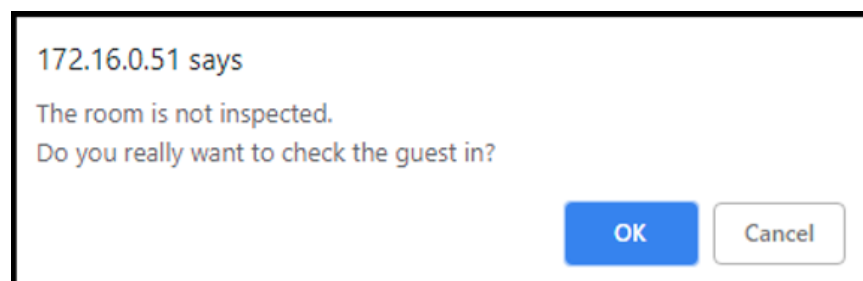 172.16.0.51 says
The room is not inspected.
Do you really want to check the guest in?
OK
Cancel